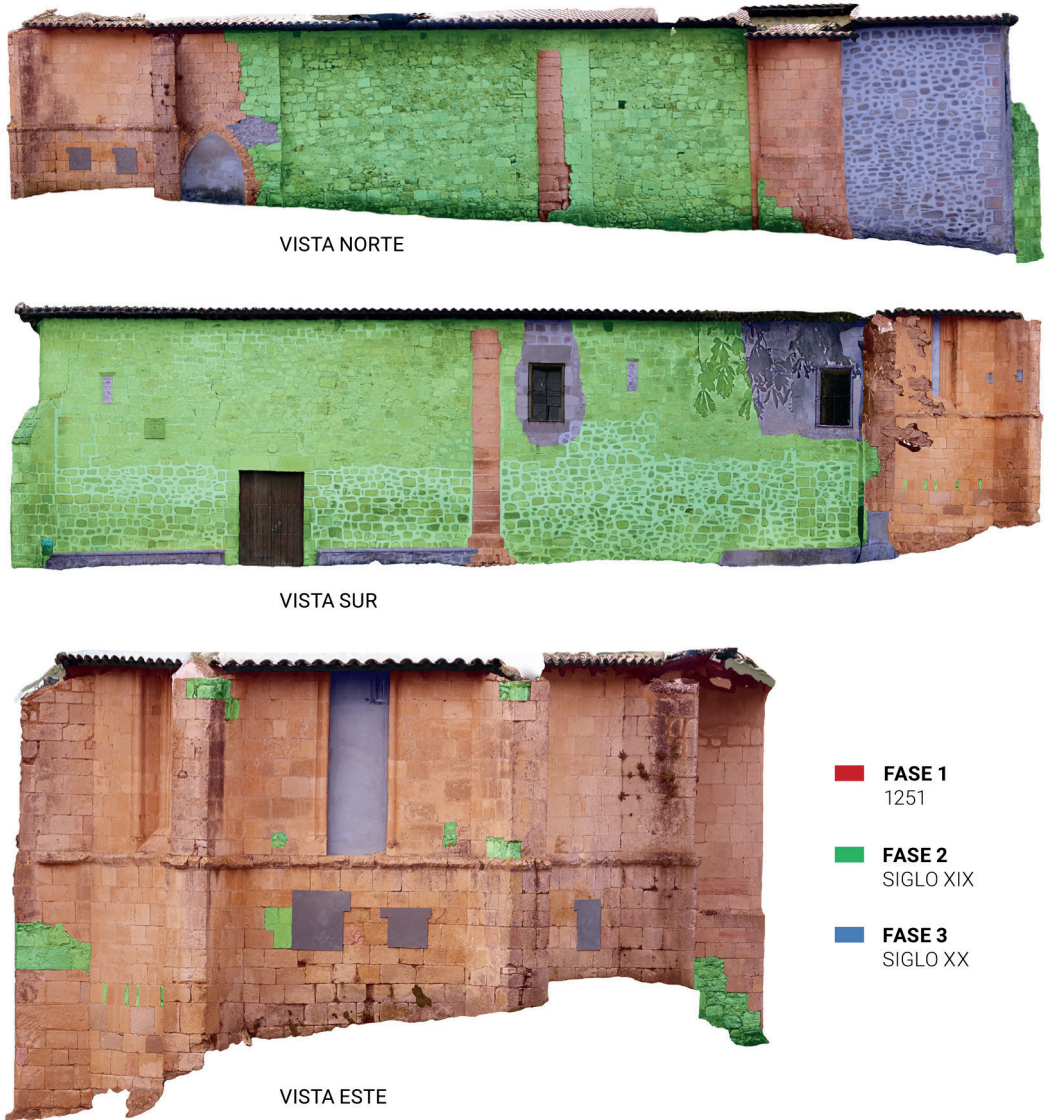 VISTA NORTE
VISTA SUR
FASE 1
1251
FASE 2
SIGLO XIX
FASE 3
SIGLO XX
VISTA ESTE